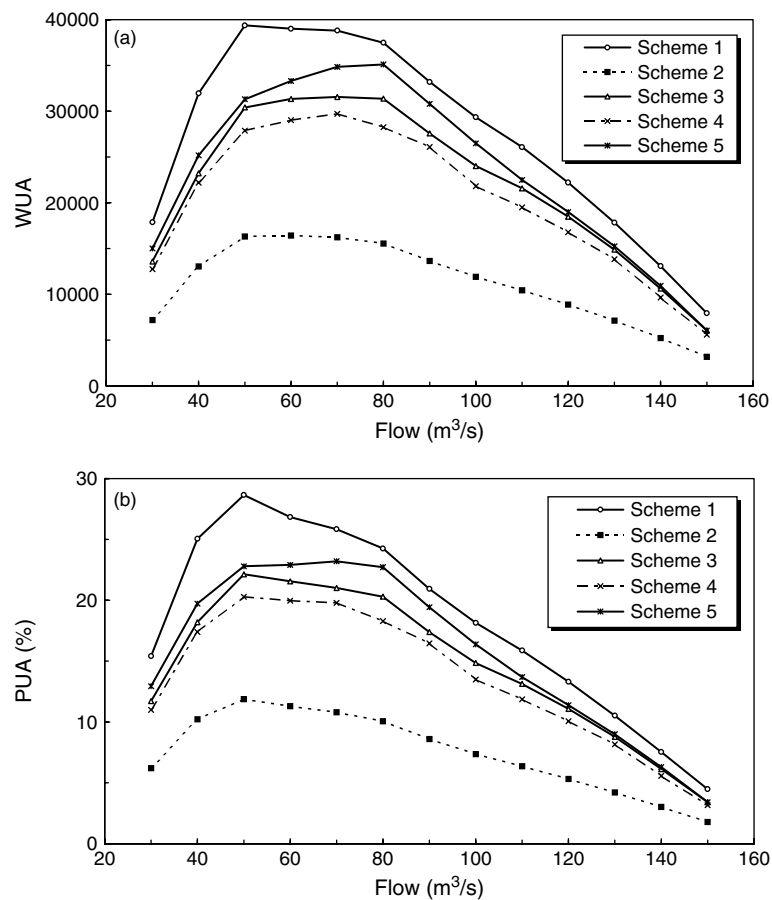 40000
(a)
Scheme 1
Scheme 2
Scheme 3
Scheme 4
Scheme 5
30000
WUA
20000
10000
0
20 40 60 80 100 120 140 160
Flow (m³/s)
30
(b)
Scheme 1
Scheme 2
Scheme 3
Scheme 4
Scheme 5
20
PUA (%)
10
0
20 40 60 80 100 120 140 160
Flow (m³/s)